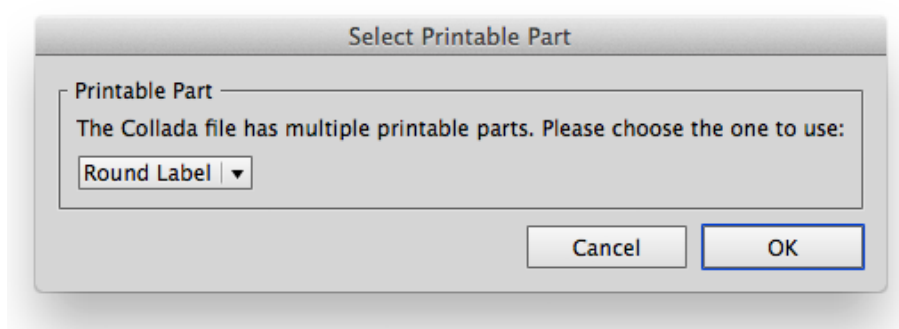 Select Printable Part
Printable Part
The Collada file has multiple printable parts. Please choose the one to use:
Round Label
Cancel
OK